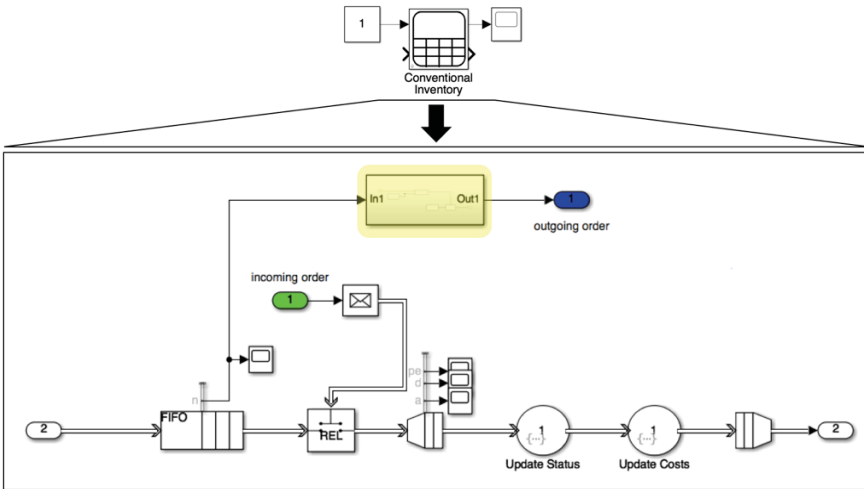 1
Conventional
Inventory
In1
Out1
1
outgoing order
incoming order
1
n
pe
d
a
2
FIFO
REL
1
{...}
1
{...}
2
Update Status
Update Costs